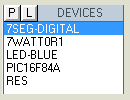 P L DEVICES
7SEG-DIGITAL
7WATT0R1
LED-BLUE
PIC16F84A
RES